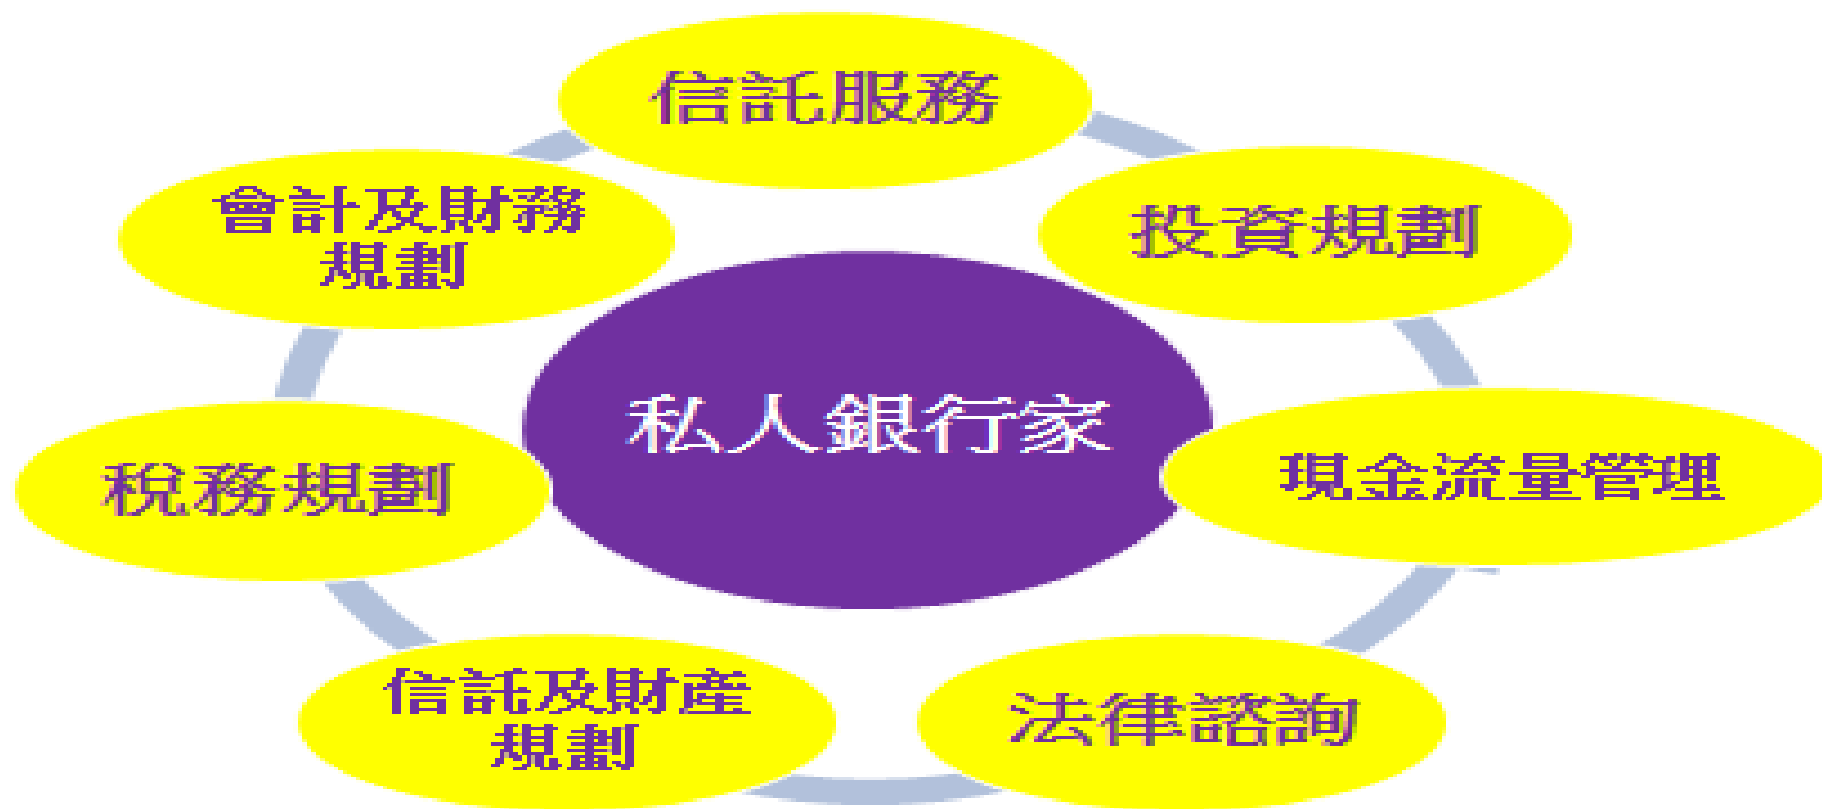 信託服務
投資規劃
會計及財務
規劃
私人銀行家
現金流量管理
稅務規劃
信託及財產
規劃
法律諮詢